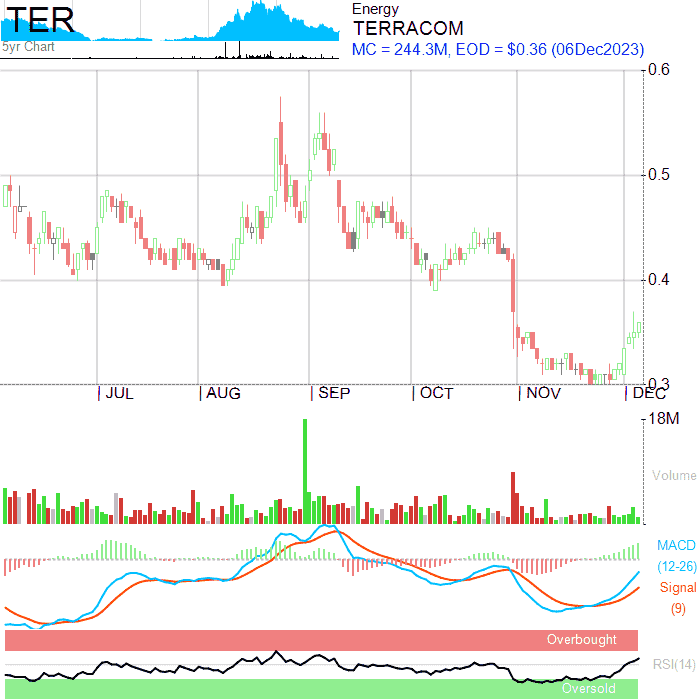 TER
5yr Chart
Energy
TERRACOM
MC = 244.3M, EOD = $0.36 (06Dec2023)
0.6
0.5
0.4
0.3
JUL AUG SEP OCT NOV DEC
18M
Volume
MACD
(12-26)
Signal
(9)
Overbought
RSI(14)
Oversold